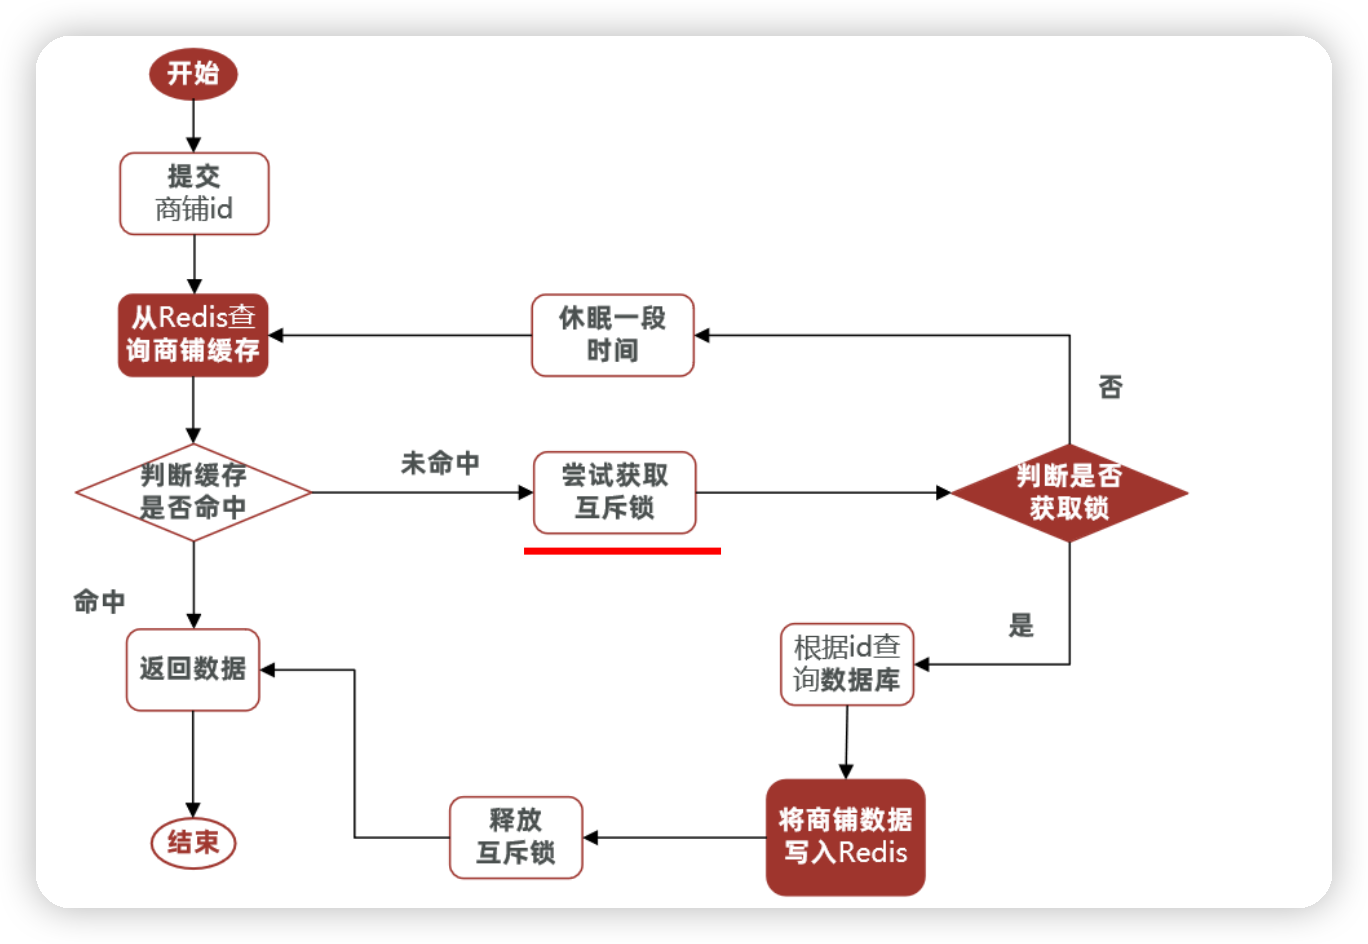 开始
提交
商铺id
从Redis查
询商铺缓存
休眠一段
时间
否
判断缓存
是否命中
未命中
尝试获取
互斥锁
判断是否
获取锁
命中
是
返回数据
根据id查
询数据库
将商铺数据
写入Redis
释放
互斥锁
结束